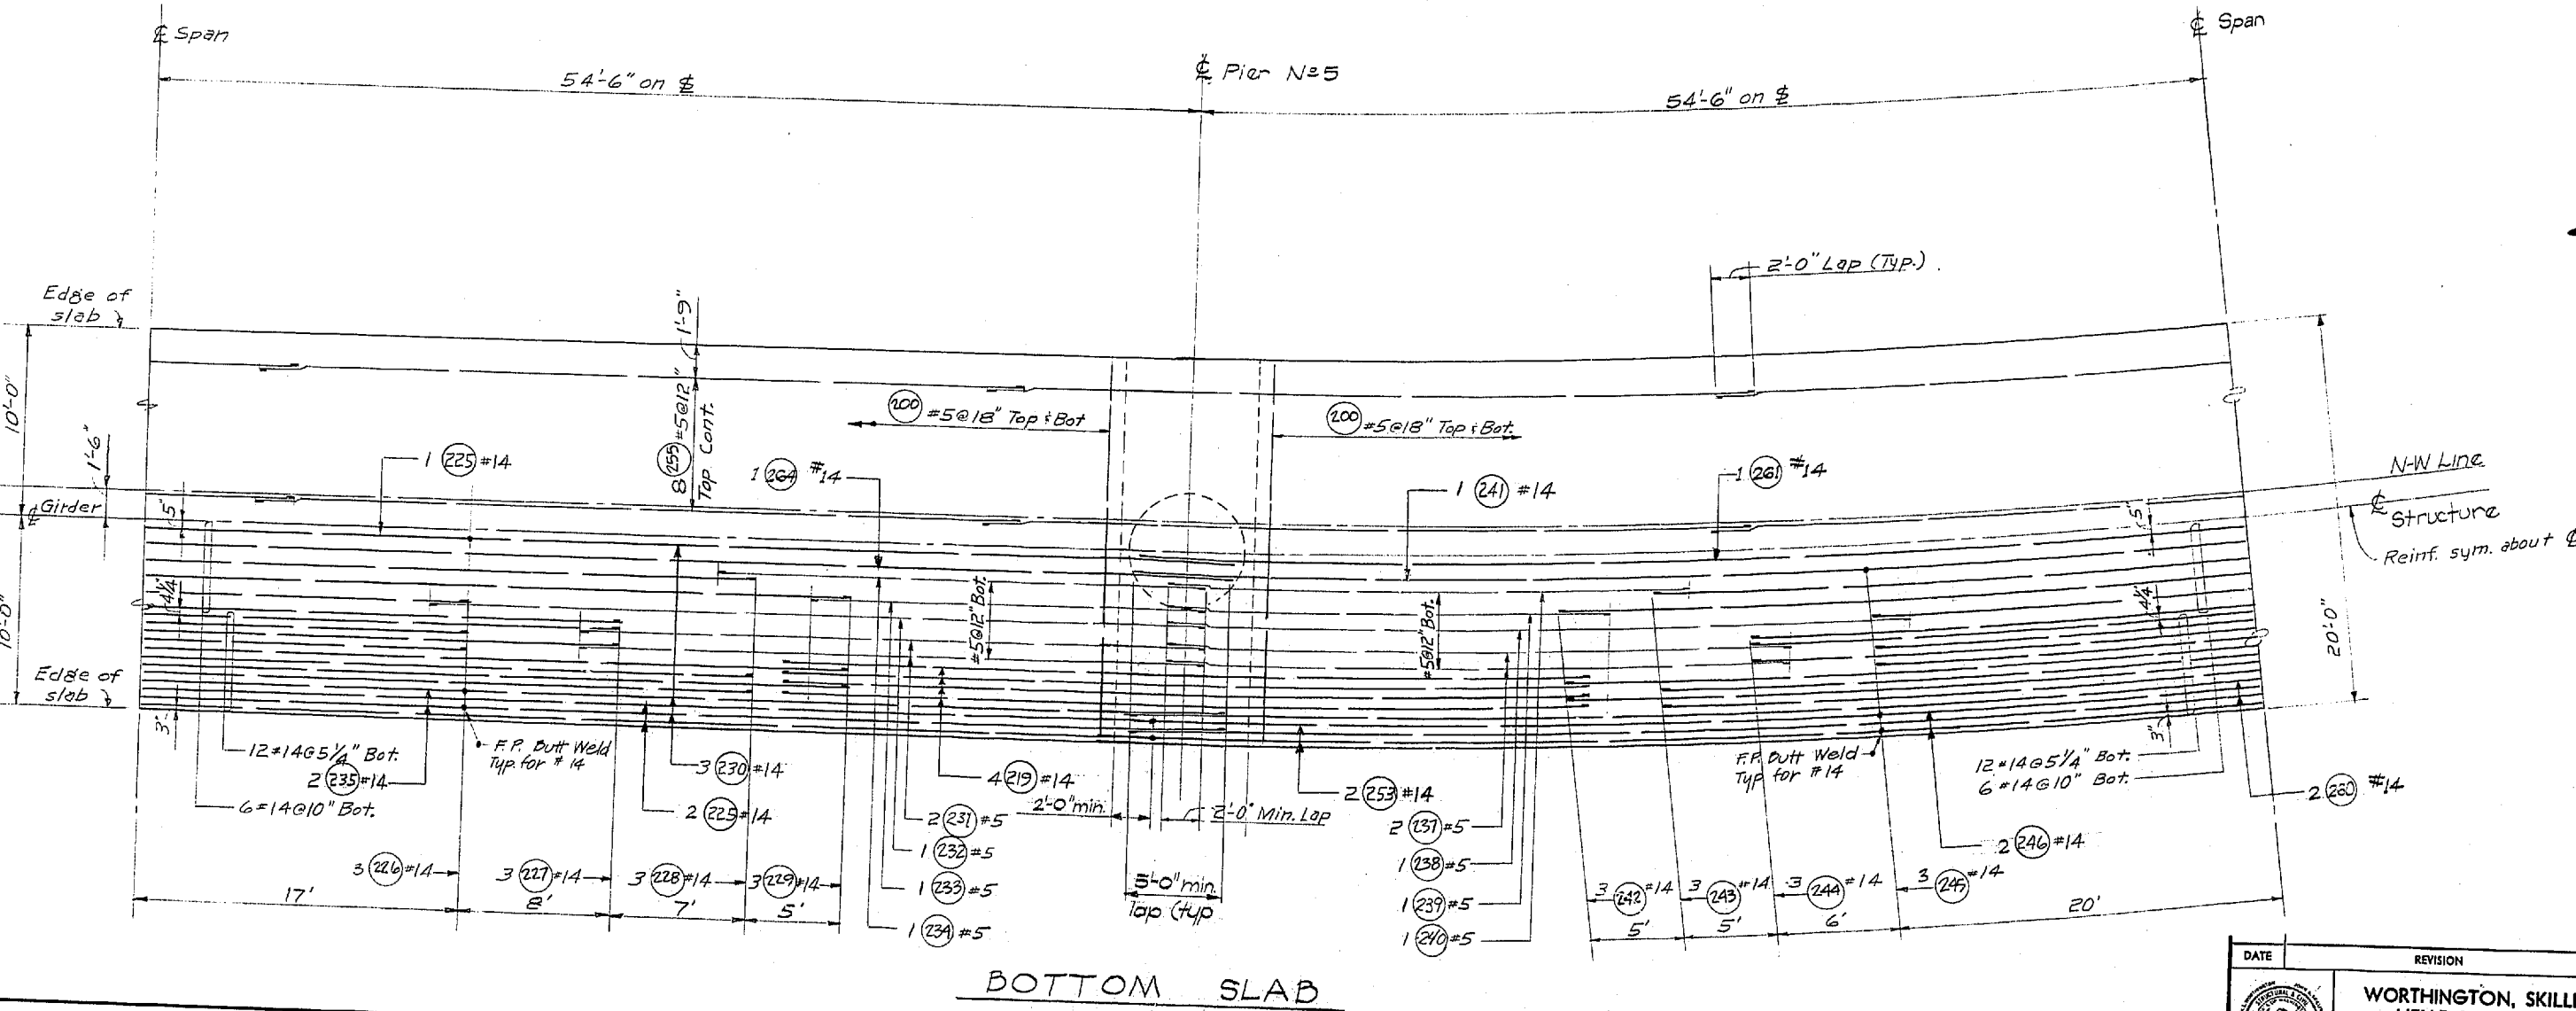 ℄ Span
54'-6" on ℄
℄ Pier №5
54'-6" on ℄
℄ Span
2'-0" Lap (Typ.)
Edge of
slab
10'-0"
1'-6"
1'-9"
8 (255) #5@12"
Top Cont.
(200) #5@18" Top & Bot
(200) #5@18" Top & Bot.
1 (225) #14
1 (264) #14
1 (241) #14
1 (261) #14
N-W Line
℄
Structure
Reinf. sym. about ℄
℄ Girder
5"
5"
4¼"
4¼"
#5@12" Bot.
#5@12" Bot.
10'-0"
20'-0"
Edge of
slab
3"
3"
12 #14@5¼" Bot.
2 (235) #14
6 #14@10" Bot.
F.P. Butt Weld
Typ. for #14
3 (230) #14
2 (225) #14
4 (219) #14
2'-0" min.
2'-0" Min. Lap
2 (231) #5
1 (232) #5
1 (233) #5
1 (234) #5
5'-0" min.
lap (typ
2 (253) #14
2 (237) #5
1 (238) #5
1 (239) #5
1 (240) #5
F.P. Butt Weld
Typ for #14
12 #14@5¼" Bot.
6 #14@10" Bot.
2 (246) #14
3 (226) #14
3 (227) #14
3 (228) #14
3 (229) #14
17'
8'
7'
5'
3 (242) #14
3 (243) #14
3 (244) #14
3 (245) #14
5'
5'
6'
20'
BOTTOM SLAB
DATE
REVISION
WORTHINGTON, SKILL